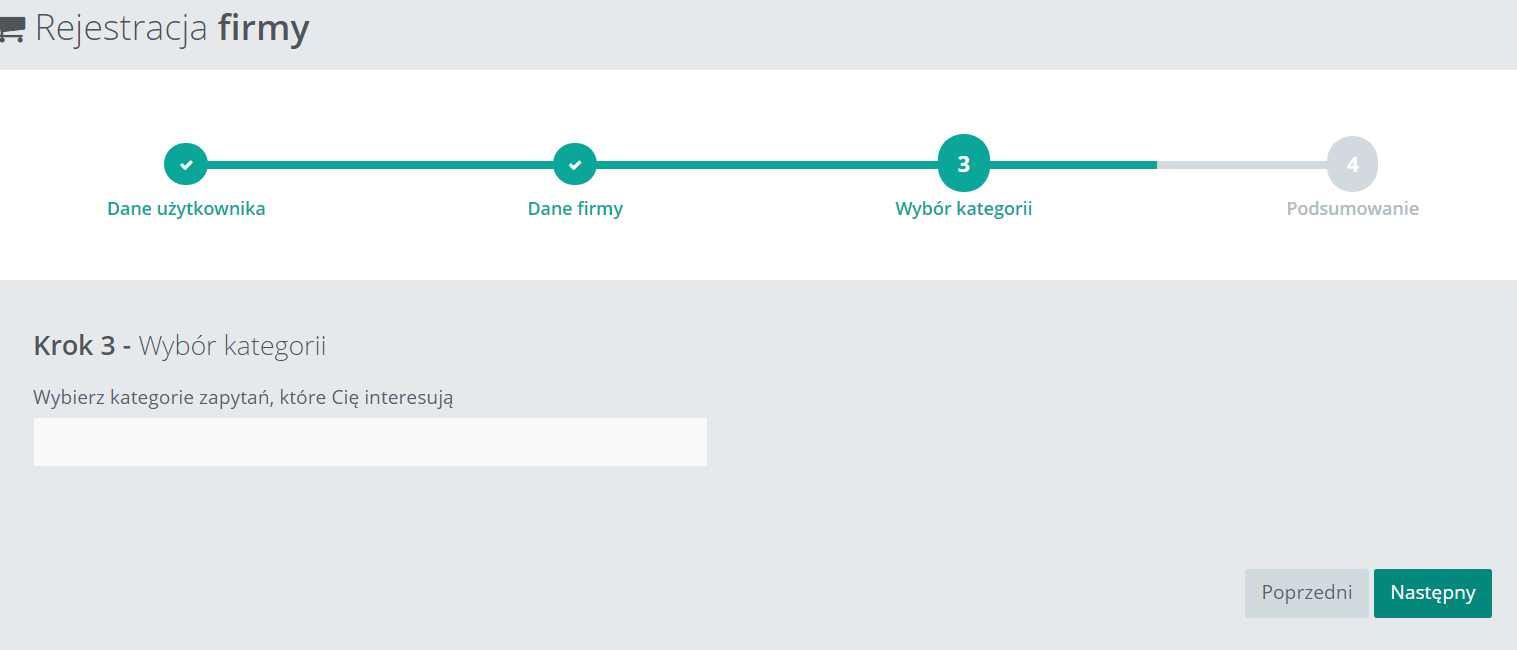 Rejestracja firmy
3
4
Dane użytkownika
Dane firmy
Wybór kategorii
Podsumowanie
Krok 3 - Wybór kategorii
Wybierz kategorie zapytań, które Cię interesują
Poprzedni
Następny